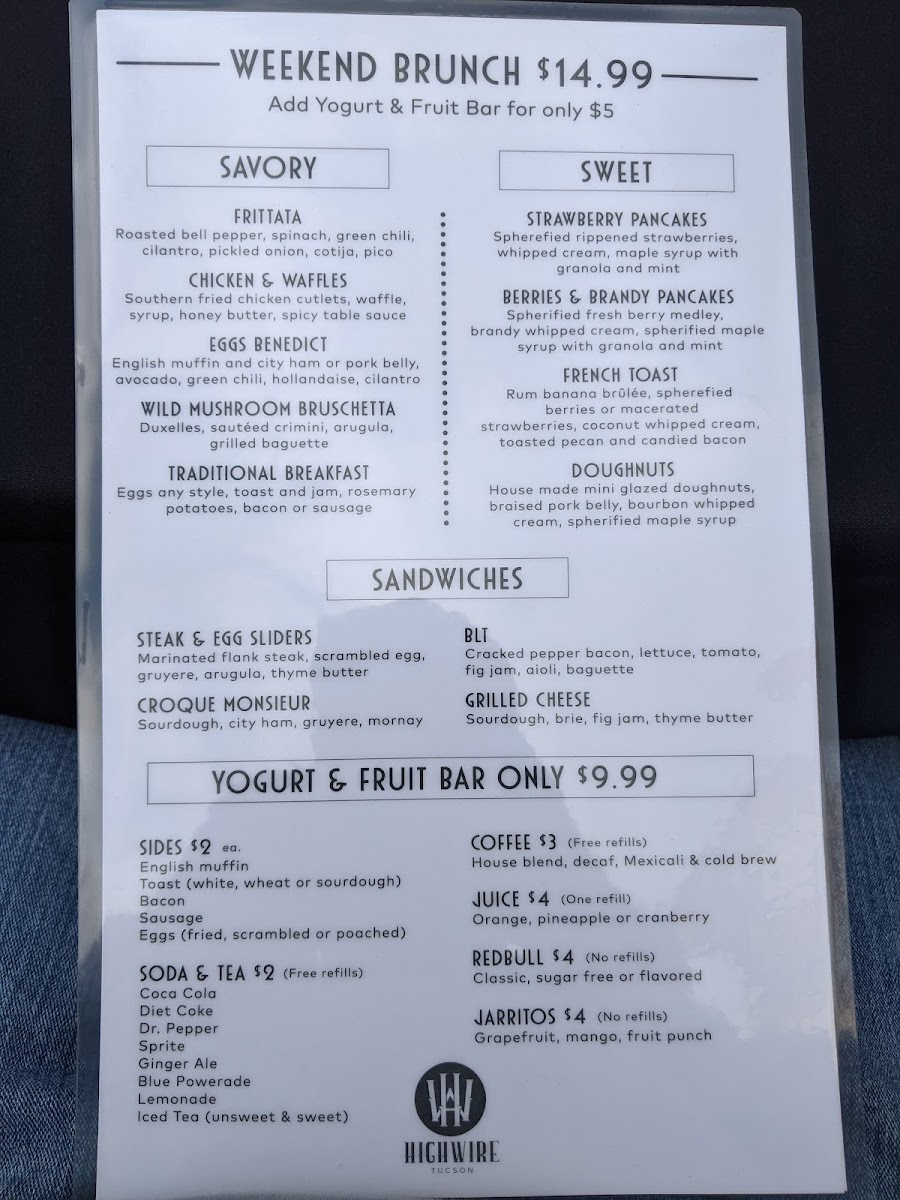 WEEKEND BRUNCH $14.99
Add Yogurt & Fruit Bar for only $5
SAVORY
FRITTATA
Roasted bell pepper, spinach, green chili,
cilantro, pickled onion, cotija, pico
CHICKEN & WAFFLES
Southern fried chicken cutlets, waffle,
syrup, honey butter, spicy table sauce
EGGS BENEDICT
English muffin and city ham or pork belly,
avocado, green chili, hollandaise, cilantro
WILD MUSHROOM BRUSCHETTA
Duxelles, sautéed crimini, arugula,
grilled baguette
TRADITIONAL BREAKFAST
Eggs any style, toast and jam, rosemary
potatoes, bacon or sausage
SWEET
STRAWBERRY PANCAKES
Spherefied rippened strawberries,
whipped cream, maple syrup with
granola and mint
BERRIES & BRANDY PANCAKES
Spherified fresh berry medley,
brandy whipped cream, spherified maple
syrup with granola and mint
FRENCH TOAST
Rum banana brûlée, spherefied
berries or macerated
strawberries, coconut whipped cream,
toasted pecan and candied bacon
DOUGHNUTS
House made mini glazed doughnuts,
braised pork belly, bourbon whipped
cream, spherified maple syrup
SANDWICHES
STEAK & EGG SLIDERS
Marinated flank steak, scrambled egg,
gruyere, arugula, thyme butter
CROQUE MONSIEUR
Sourdough, city ham, gruyere, mornay
BLT
Cracked pepper bacon, lettuce, tomato,
fig jam, aioli, baguette
GRILLED CHEESE
Sourdough, brie, fig jam, thyme butter
YOGURT & FRUIT BAR ONLY $9.99
SIDES $2 ea.
English muffin
Toast (white, wheat or sourdough)
Bacon
Sausage
Eggs (fried, scrambled or poached)
SODA & TEA $2 (Free refills)
Coca Cola
Diet Coke
Dr. Pepper
Sprite
Ginger Ale
Blue Powerade
Lemonade
Iced Tea (unsweet & sweet)
COFFEE $3 (Free refills)
House blend, decaf, Mexicali & cold brew
JUICE $4 (One refill)
Orange, pineapple or cranberry
REDBULL $4 (No refills)
Classic, sugar free or flavored
JARRITOS $4 (No refills)
Grapefruit, mango, fruit punch
HW
HIGHWIRE
TUCSON